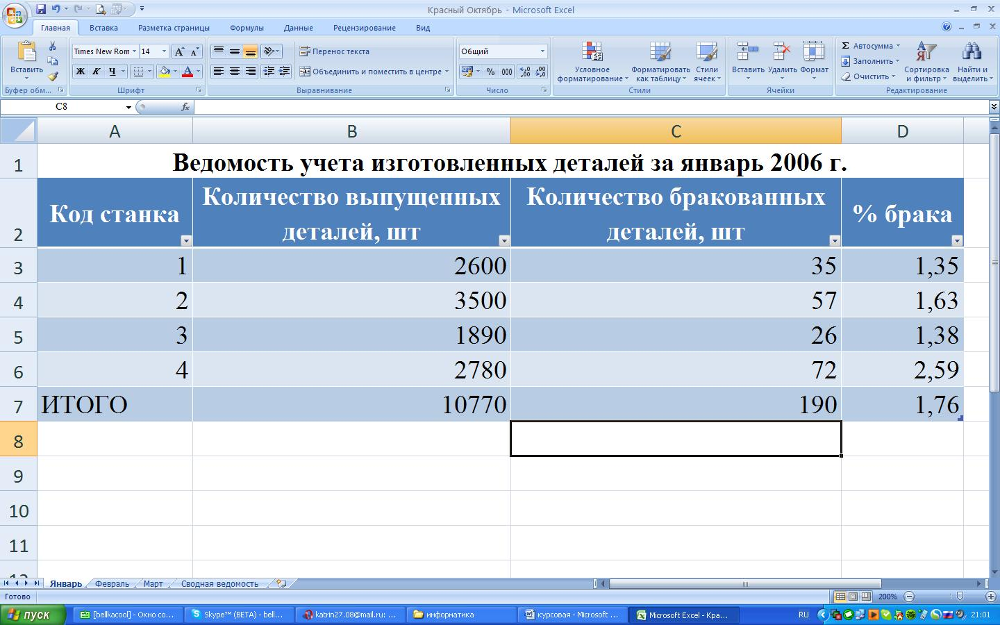 Красный Октябрь - Microsoft Excel
Главная Вставка Разметка страницы Формулы Данные Рецензирование Вид
Вставить
Буфер обм...
Times New Rom 14
Ж К Ч
Шрифт
Перенос текста
Объединить и поместить в центре
Выравнивание
Общий
% 000
Число
Условное форматирование
Форматировать как таблицу
Стили ячеек
Стили
Вставить Удалить Формат
Ячейки
Σ Автосумма
Заполнить
Очистить
Сортировка и фильтр
Найти и выделить
Редактирование
C8 fx
A B C D
1 Ведомость учета изготовленных деталей за январь 2006 г.
2 Код станка Количество выпущенных деталей, шт Количество бракованных деталей, шт % брака
3 1 2600 35 1,35
4 2 3500 57 1,63
5 3 1890 26 1,38
6 4 2780 72 2,59
7 ИТОГО 10770 190 1,76
8
9
10
11
Январь Февраль Март Сводная ведомость
Готово 200%
пуск [bellkacool] - Окно со... Skype™ (BETA) - bell... katrin27.08@mail.ru: ... информатика курсовая - Microsoft ... Microsoft Excel - Кра... RU 21:01